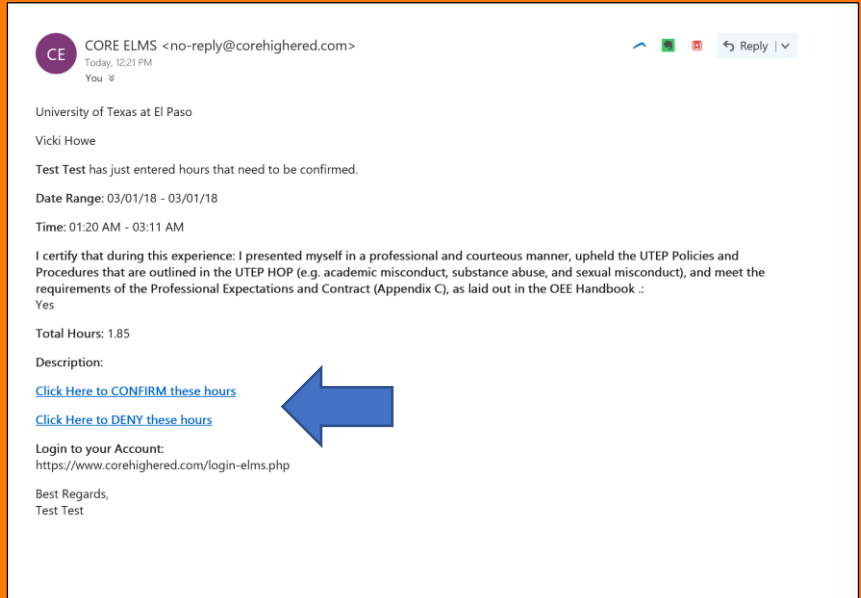 CE
CORE ELMS <no-reply@corehighered.com>
Today, 12:21 PM
You
Reply
University of Texas at El Paso
Vicki Howe
Test Test has just entered hours that need to be confirmed.
Date Range: 03/01/18 - 03/01/18
Time: 01:20 AM - 03:11 AM
I certify that during this experience: I presented myself in a professional and courteous manner, upheld the UTEP Policies and
Procedures that are outlined in the UTEP HOP (e.g. academic misconduct, substance abuse, and sexual misconduct), and meet the
requirements of the Professional Expectations and Contract (Appendix C), as laid out in the OEE Handbook .:
Yes
Total Hours: 1.85
Description:
Click Here to CONFIRM these hours
Click Here to DENY these hours
Login to your Account:
https://www.corehighered.com/login-elms.php
Best Regards,
Test Test